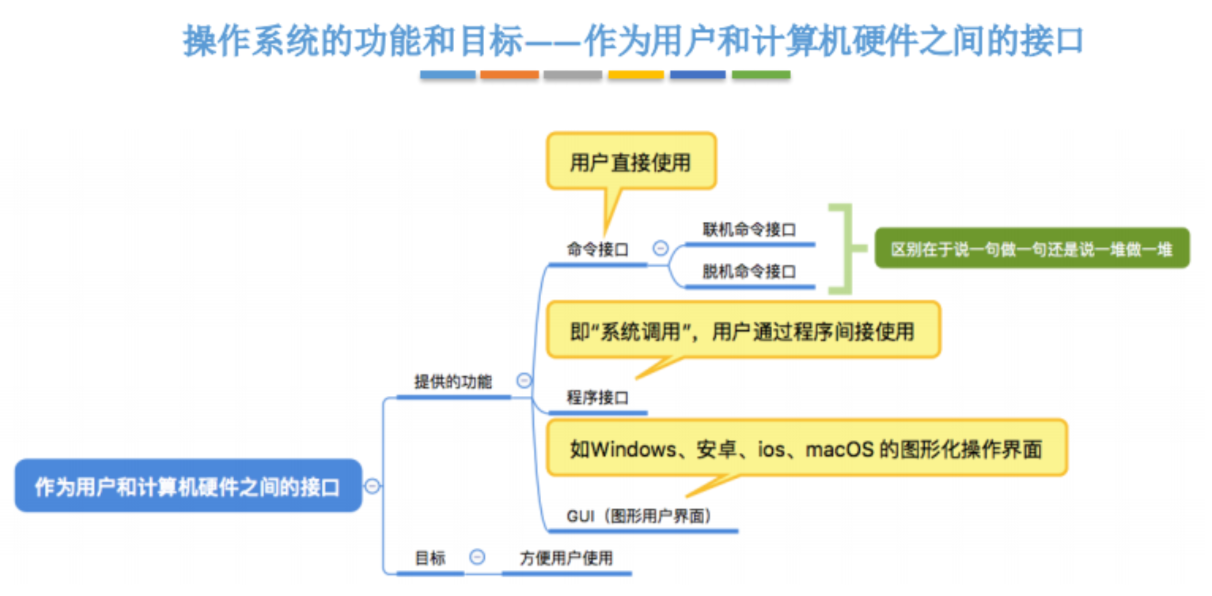 操作系统的功能和目标——作为用户和计算机硬件之间的接口
用户直接使用
命令接口
联机命令接口
脱机命令接口
区别在于说一句做一句还是说一堆做一堆
即“系统调用”，用户通过程序间接使用
提供的功能
程序接口
如Windows、安卓、ios、macOS 的图形化操作界面
作为用户和计算机硬件之间的接口
GUI（图形用户界面）
目标
方便用户使用